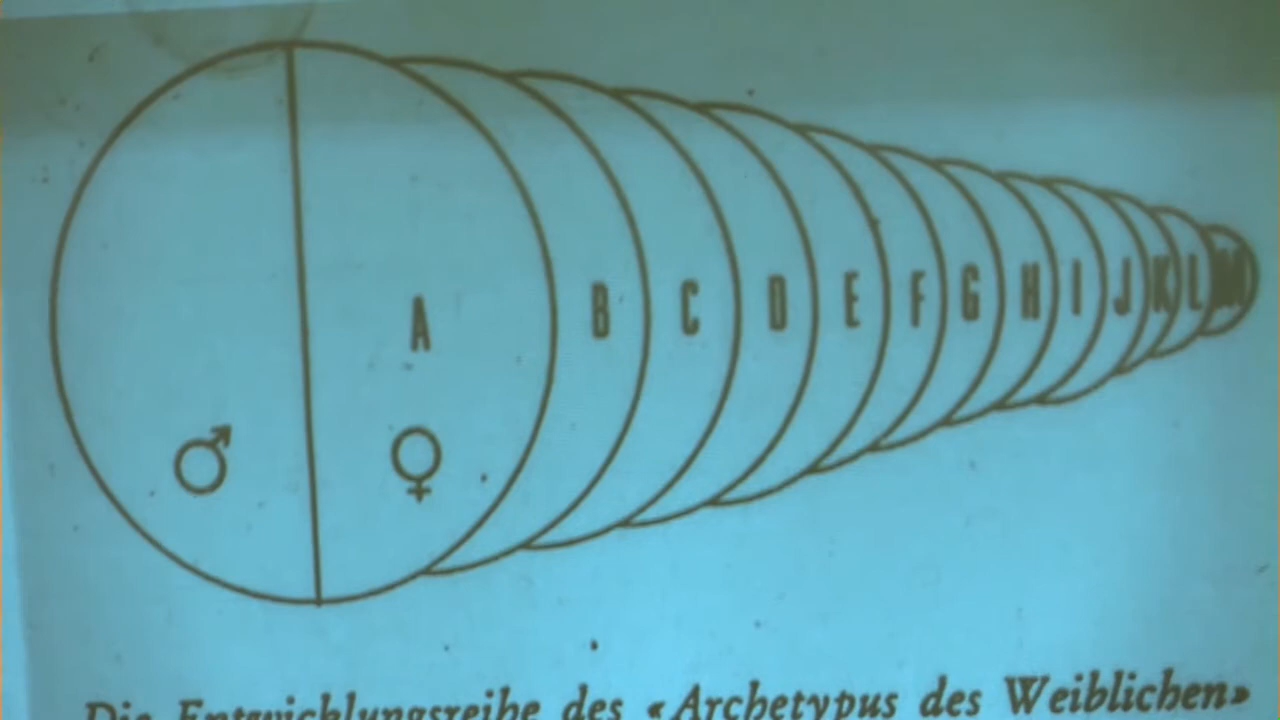 A B C D E F G H I J K L M
♂ ♀
Die Entwicklungsreihe des «Archetypus des Weiblichen»